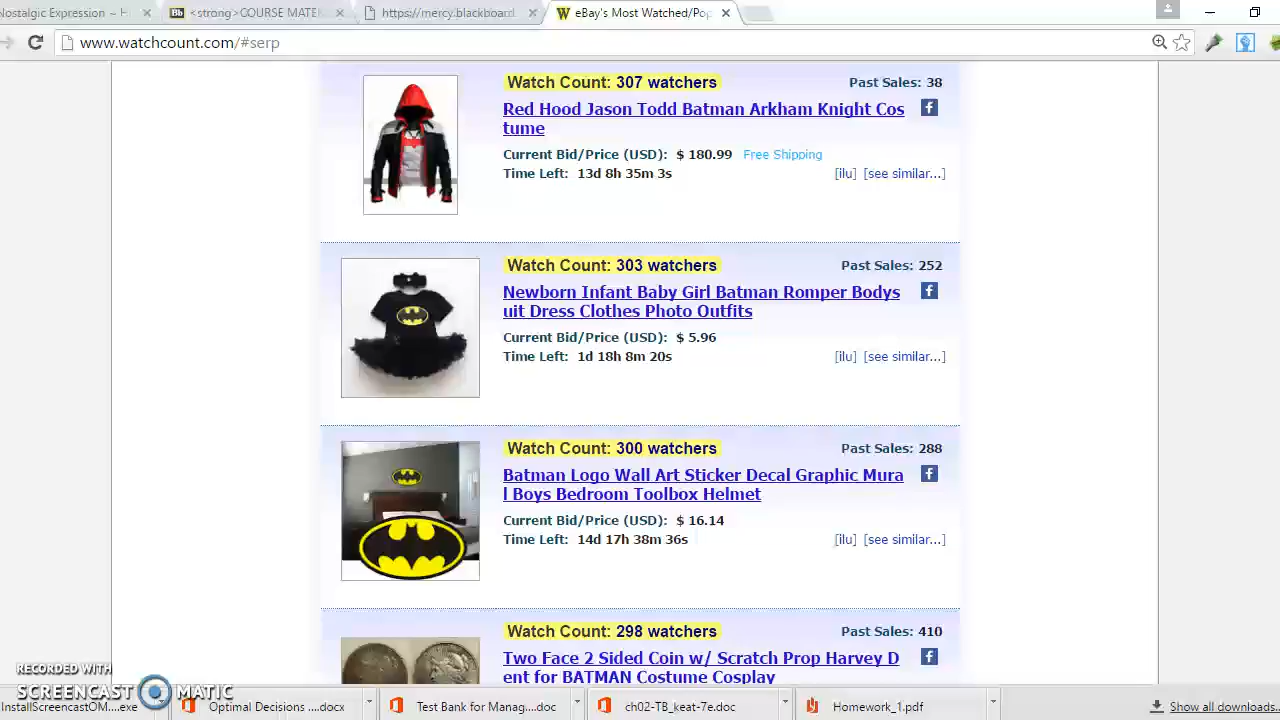 Nostalgic Expression ~ H
<strong>COURSE MATE
https://mercy.blackboard.
eBay's Most Watched/Pop
www.watchcount.com/#serp
Watch Count: 307 watchers
Past Sales: 38
Red Hood Jason Todd Batman Arkham Knight Cos
tume
Current Bid/Price (USD): $ 180.99 Free Shipping
Time Left: 13d 8h 35m 3s
[ilu] [see similar...]
Watch Count: 303 watchers
Past Sales: 252
Newborn Infant Baby Girl Batman Romper Bodys
uit Dress Clothes Photo Outfits
Current Bid/Price (USD): $ 5.96
Time Left: 1d 18h 8m 20s
[ilu] [see similar...]
Watch Count: 300 watchers
Past Sales: 288
Batman Logo Wall Art Sticker Decal Graphic Mura
l Boys Bedroom Toolbox Helmet
Current Bid/Price (USD): $ 16.14
Time Left: 14d 17h 38m 36s
[ilu] [see similar...]
Watch Count: 298 watchers
Past Sales: 410
Two Face 2 Sided Coin w/ Scratch Prop Harvey D
ent for BATMAN Costume Cosplay
RECORDED WITH
SCREENCAST MATIC
InstallScreencastOM....exe
Optimal Decisions ....docx
Test Bank for Manag....doc
ch02-TB_keat-7e.doc
Homework_1.pdf
Show all downloads...